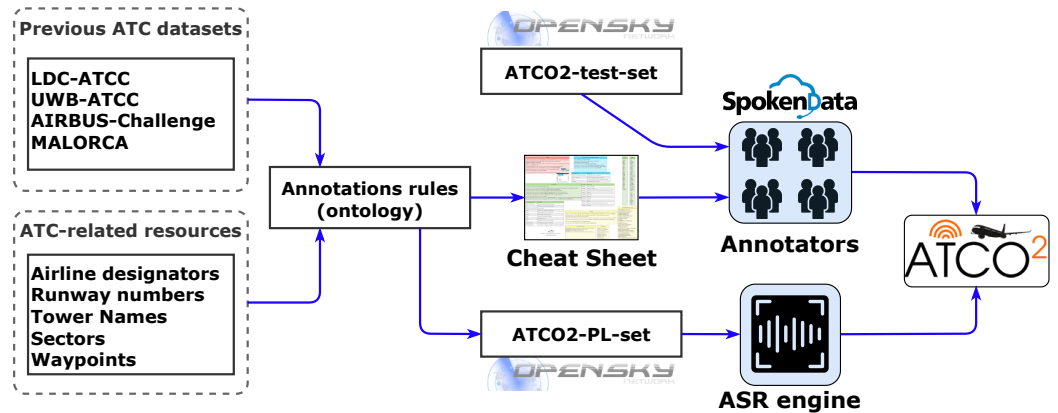 Previous ATC datasets
LDC-ATCC
UWB-ATCC
AIRBUS-Challenge
MALORCA
ATC-related resources
Airline designators
Runway numbers
Tower Names
Sectors
Waypoints
Annotations rules
(ontology)
OPENSKY
NETWORK
ATCO2-test-set
Cheat Sheet
ATCO2-PL-set
OPENSKY
NETWORK
SpokenData
Annotators
ASR engine
ATCO2